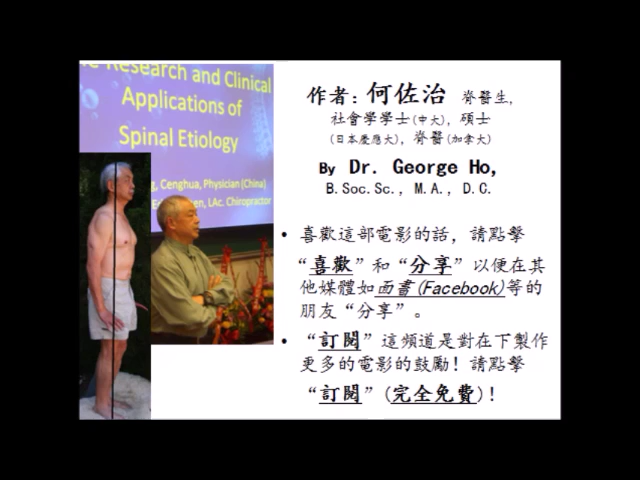 Research and Clinical
Applications of
Spinal Etiology
Cenghua, Physician (China)
LAc. Chiropractor
作者：何佐治 脊醫生,
社會學學士(中大), 碩士
(日本慶應大), 脊醫(加拿大)
By Dr. George Ho,
B.Soc.Sc., M.A., D.C.
• 喜歡這部電影的話, 請點擊
“喜歡”和“分享”以便在其
他媒體如面書(Facebook)等的
朋友“分享”。
• “訂閱”這頻道是對在下製作
更多的電影的鼓勵! 請點擊
“訂閱”(完全免費)!